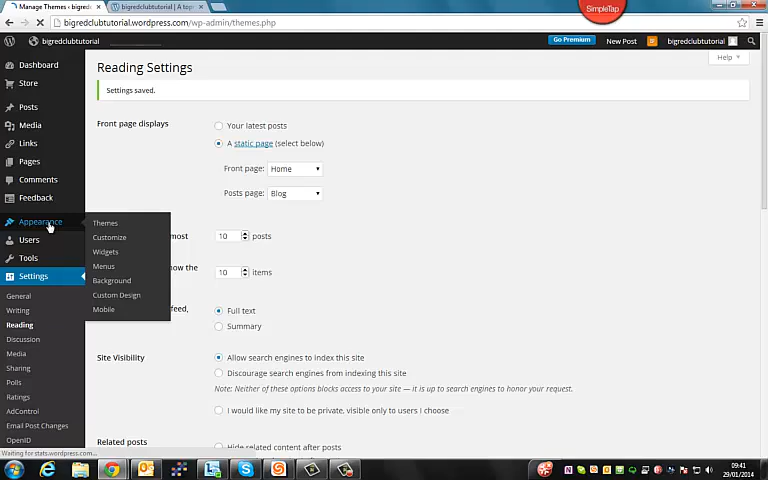 Manage Themes ‹ bigredc
bigredclubtutorial | A top
SimpleTap
bigredclubtutorial.wordpress.com/wp-admin/themes.php
bigredclubtutorial
Go Premium
New Post
bigredclubtutorial
Help
Dashboard
Store
Posts
Media
Links
Pages
Comments
Feedback
Appearance
Users
Tools
Settings
General
Writing
Reading
Discussion
Media
Sharing
Polls
Ratings
AdControl
Email Post Changes
OpenID
Themes
Customize
Widgets
Menus
Background
Custom Design
Mobile
Reading Settings
Settings saved.
Front page displays
Your latest posts
A static page (select below)
Front page: Home
Posts page: Blog
most 10 posts
ow the 10 items
feed,
Full text
Summary
Site Visibility
Allow search engines to index this site
Discourage search engines from indexing this site
Note: Neither of these options blocks access to your site — it is up to search engines to honor your request.
I would like my site to be private, visible only to users I choose
Related posts
Hide related content after posts
Waiting for stats.wordpress.com...
09:41
29/01/2014